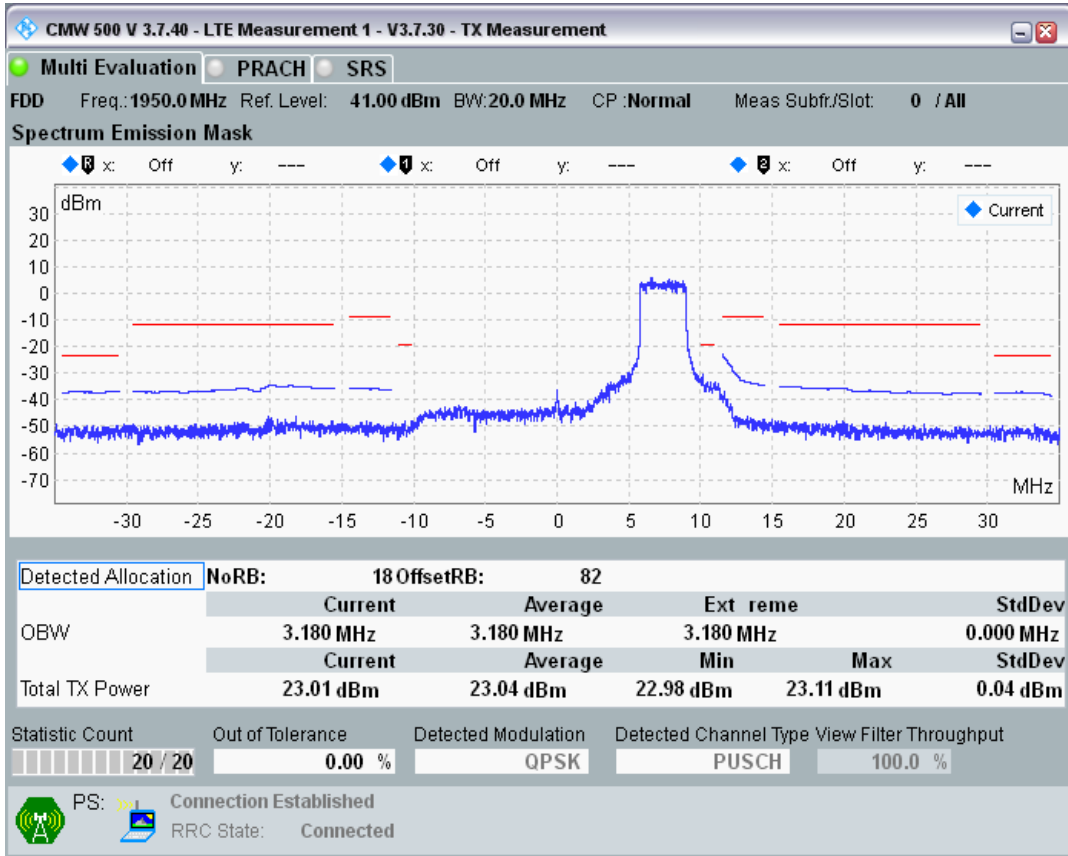 CMW 500 V 3.7.40 - LTE Measurement 1 - V3.7.30 - TX Measurement
Multi Evaluation PRACH SRS
FDD Freq.: 1950.0 MHz Ref. Level: 41.00 dBm BW: 20.0 MHz CP : Normal Meas Subfr./Slot: 0 / All
Spectrum Emission Mask
R x: Off y: --- 1 x: Off y: --- 2 x: Off y: ---
dBm
Current
30
20
10
0
-10
-20
-30
-40
-50
-60
-70
MHz
-30 -25 -20 -15 -10 -5 0 5 10 15 20 25 30
Detected Allocation NoRB: 18 OffsetRB: 82
Current Average Ext reme StdDev
OBW 3.180 MHz 3.180 MHz 3.180 MHz 0.000 MHz
Current Average Min Max StdDev
Total TX Power 23.01 dBm 23.04 dBm 22.98 dBm 23.11 dBm 0.04 dBm
Statistic Count Out of Tolerance Detected Modulation Detected Channel Type View Filter Throughput
20 / 20 0.00 % QPSK PUSCH 100.0 %
PS: Connection Established
RRC State: Connected